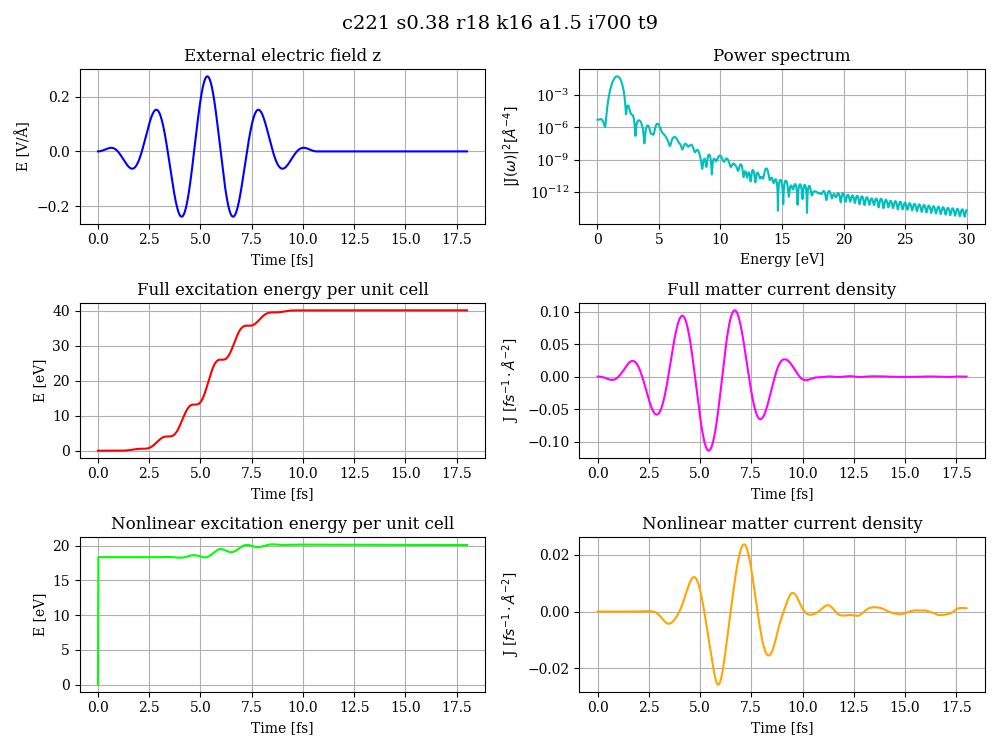 c221 s0.38 r18 k16 a1.5 i700 t9
External electric field z
E [V/Å]
0.2
0.0
−0.2
0.0 2.5 5.0 7.5 10.0 12.5 15.0 17.5
Time [fs]
Power spectrum
|J(ω)|²[Å⁻⁴]
10⁻³
10⁻⁶
10⁻⁹
10⁻¹²
0 5 10 15 20 25 30
Energy [eV]
Full excitation energy per unit cell
E [eV]
40
30
20
10
0
0.0 2.5 5.0 7.5 10.0 12.5 15.0 17.5
Time [fs]
Full matter current density
J [fs⁻¹ · Å⁻²]
0.10
0.05
0.00
−0.05
−0.10
0.0 2.5 5.0 7.5 10.0 12.5 15.0 17.5
Time [fs]
Nonlinear excitation energy per unit cell
E [eV]
20
15
10
5
0
0.0 2.5 5.0 7.5 10.0 12.5 15.0 17.5
Time [fs]
Nonlinear matter current density
J [fs⁻¹ · Å⁻²]
0.02
0.00
−0.02
0.0 2.5 5.0 7.5 10.0 12.5 15.0 17.5
Time [fs]